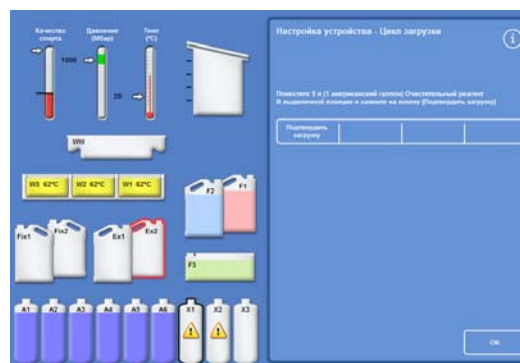 Качество спирта
Давление (Мбар)
Темп (°C)
1000
20
WW
W3 62°C
W2 62°C
W1 62°C
F2
F1
Fix1
Fix2
Ex1
Ex2
F3
A1
A2
A3
A4
A5
A6
X1
X2
X3
Настройка устройства - Цикл загрузки
i
Поместите 5 л (1 американский галлон) Очистительный реагент
В выделенной позиции и нажмите на кнопку [Подтвердить загрузку]
Подтвердить
загрузку
OK